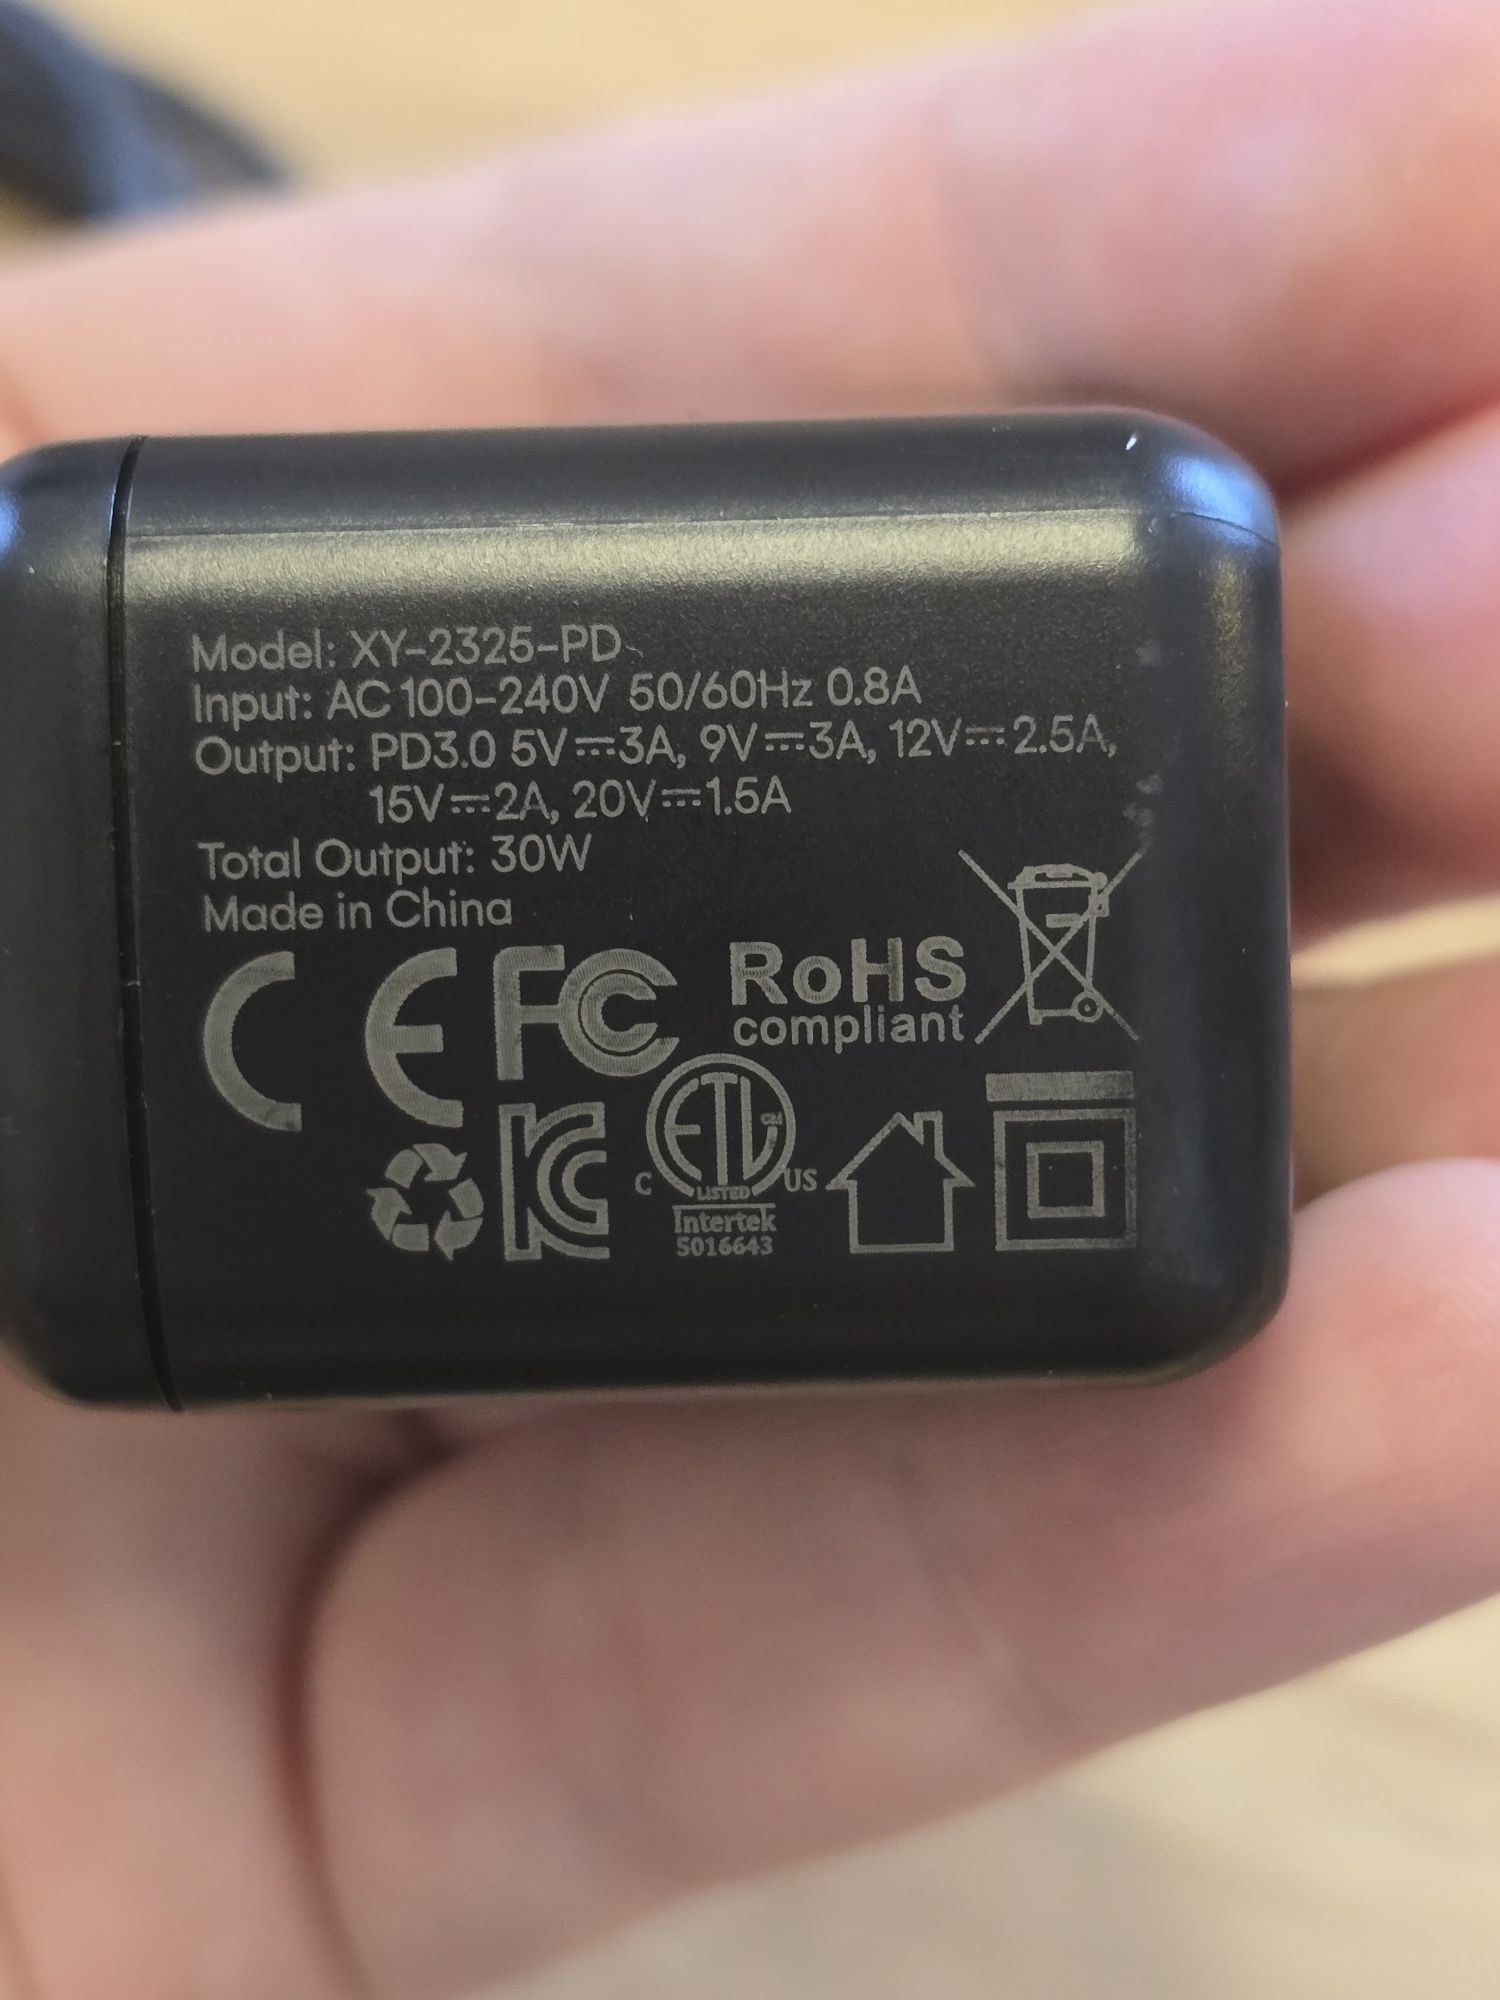 Model: XY-2325-PD
Input: AC 100-240V 50/60Hz 0.8A
Output: PD3.0 5V⎓3A, 9V⎓3A, 12V⎓2.5A,
15V⎓2A, 20V⎓1.5A
Total Output: 30W
Made in China
CE FC RoHS
compliant
KC C ETL CM US
LISTED
Intertek
5016643